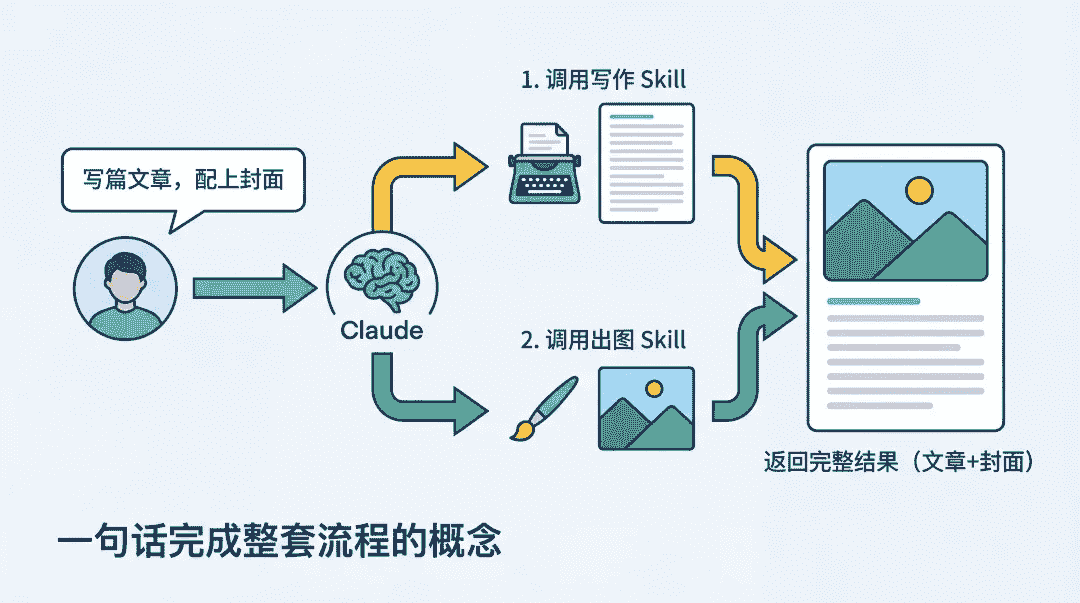 1. 调用写作 Skill
写篇文章，配上封面
Claude
2. 调用出图 Skill
返回完整结果（文章+封面）
一句话完成整套流程的概念